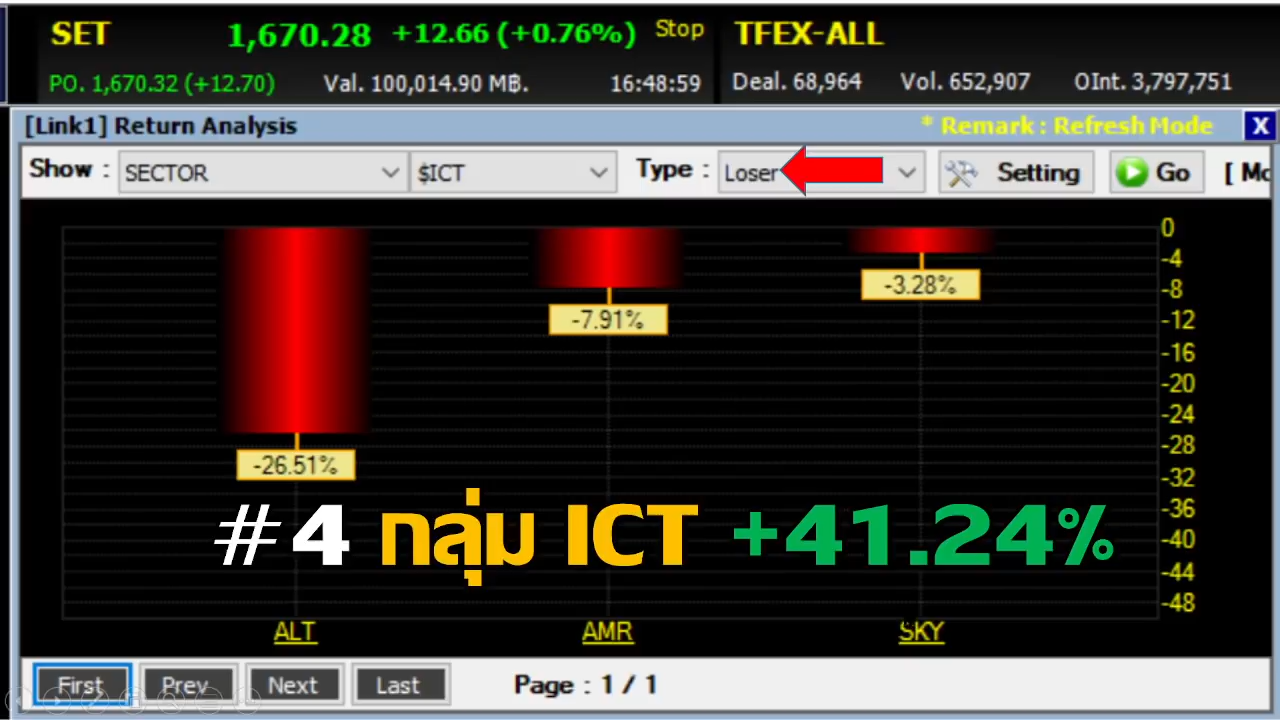 SET 1,670.28 +12.66 (+0.76%) Stop TFEX-ALL
PO. 1,670.32 (+12.70) Val. 100,014.90 M฿. 16:48:59 Deal. 68,964 Vol. 652,907 OInt. 3,797,751
[Link1] Return Analysis * Remark : Refresh Mode X
Show : SECTOR $ICT Type : Loser Setting Go
0
-4
-8
-12
-16
-20
-24
-28
-32
-36
-40
-44
-48
-3.28%
-7.91%
-26.51%
#4 กลุ่ม ICT +41.24%
ALT AMR SKY
First Prev Next Last Page : 1 / 1